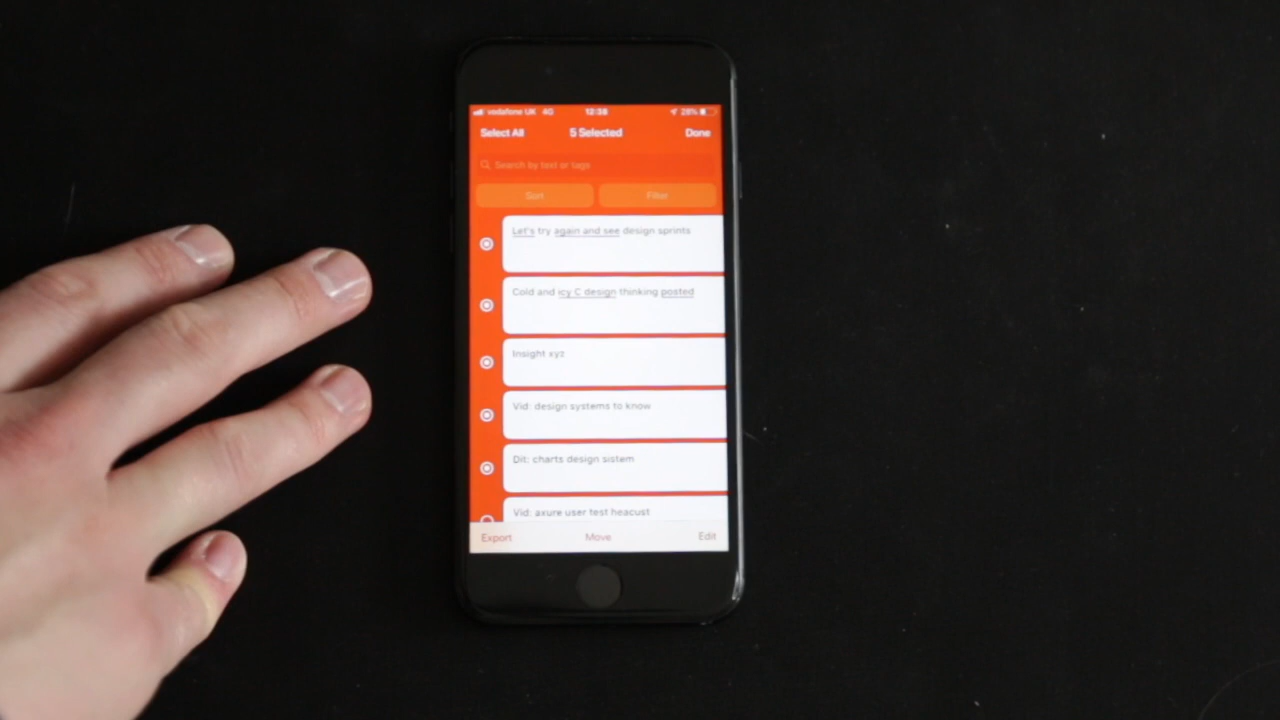 vodafone UK 4G 12:38 28%
Select All 5 Selected Done
Search by text or tags
Sort Filter
Let's try again and see design sprints
Cold and icy C design thinking posted
Insight xyz
Vid: design systems to know
Dit: charts design sistem
Vid: axure user test heacust
Export Move Edit